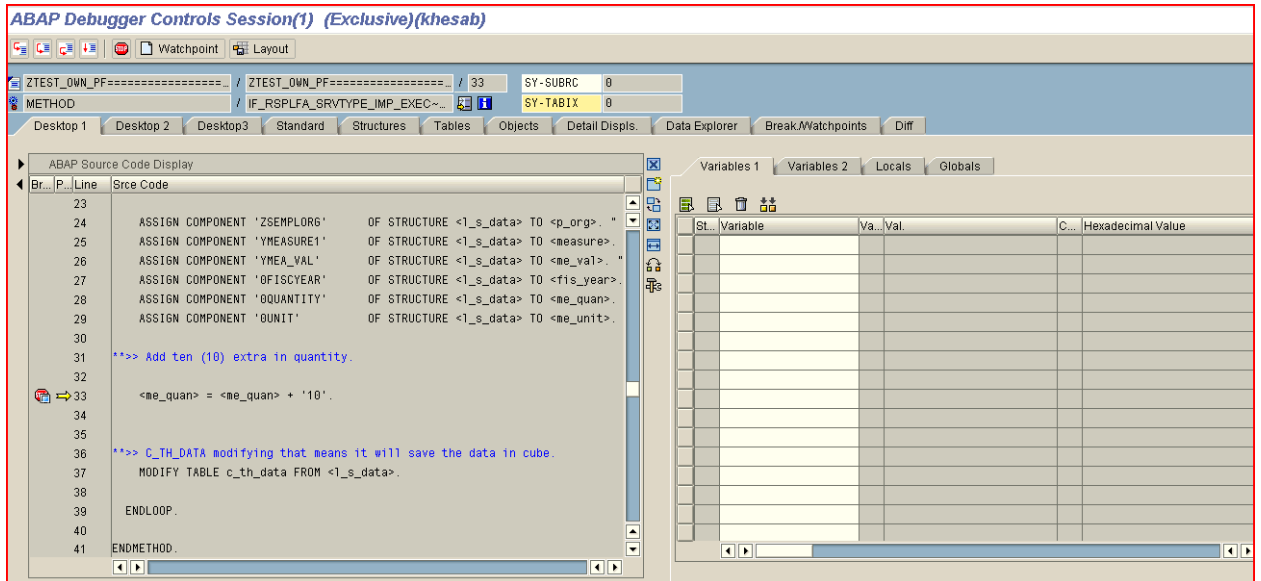 ABAP Debugger Controls Session(1) (Exclusive)(khesab)
Watchpoint Layout
ZTEST_OWN_PF=================… / ZTEST_OWN_PF=================… / 33 SY-SUBRC 0
METHOD / IF_RSPLFA_SRVTYPE_IMP_EXEC~… SY-TABIX 0
Desktop 1 Desktop 2 Desktop3 Standard Structures Tables Objects Detail Displs. Data Explorer Break./Watchpoints Diff
ABAP Source Code Display
Br... P... Line Srce Code
23
24 ASSIGN COMPONENT 'ZSEMPLORG' OF STRUCTURE <l_s_data> TO <p_org>. "
25 ASSIGN COMPONENT 'YMEASURE1' OF STRUCTURE <l_s_data> TO <measure>.
26 ASSIGN COMPONENT 'YMEA_VAL' OF STRUCTURE <l_s_data> TO <me_val>. "
27 ASSIGN COMPONENT '0FISCYEAR' OF STRUCTURE <l_s_data> TO <fis_year>.
28 ASSIGN COMPONENT '0QUANTITY' OF STRUCTURE <l_s_data> TO <me_quan>.
29 ASSIGN COMPONENT '0UNIT' OF STRUCTURE <l_s_data> TO <me_unit>.
30
31 **>> Add ten (10) extra in quantity.
32
33 <me_quan> = <me_quan> + '10'.
34
35
36 **>> C_TH_DATA modifying that means it will save the data in cube.
37 MODIFY TABLE c_th_data FROM <l_s_data>.
38
39 ENDLOOP.
40
41 ENDMETHOD.
Variables 1 Variables 2 Locals Globals
St... Variable Va... Val. C... Hexadecimal Value